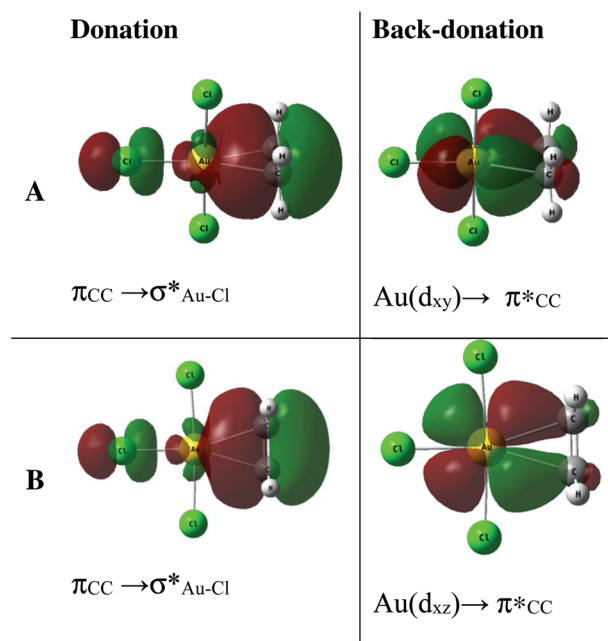 Donation
Back-donation
A
Cl
Cl
Au
Cl
H
H
C
H
Cl
Cl
Au
Cl
H
H
C
H
πCC →σ*Au-Cl
Au(dxy)→ π*CC
B
Cl
Cl
Au
Cl
H
C
C
H
Cl
Cl
Au
Cl
H
C
C
H
πCC →σ*Au-Cl
Au(dxz)→ π*CC